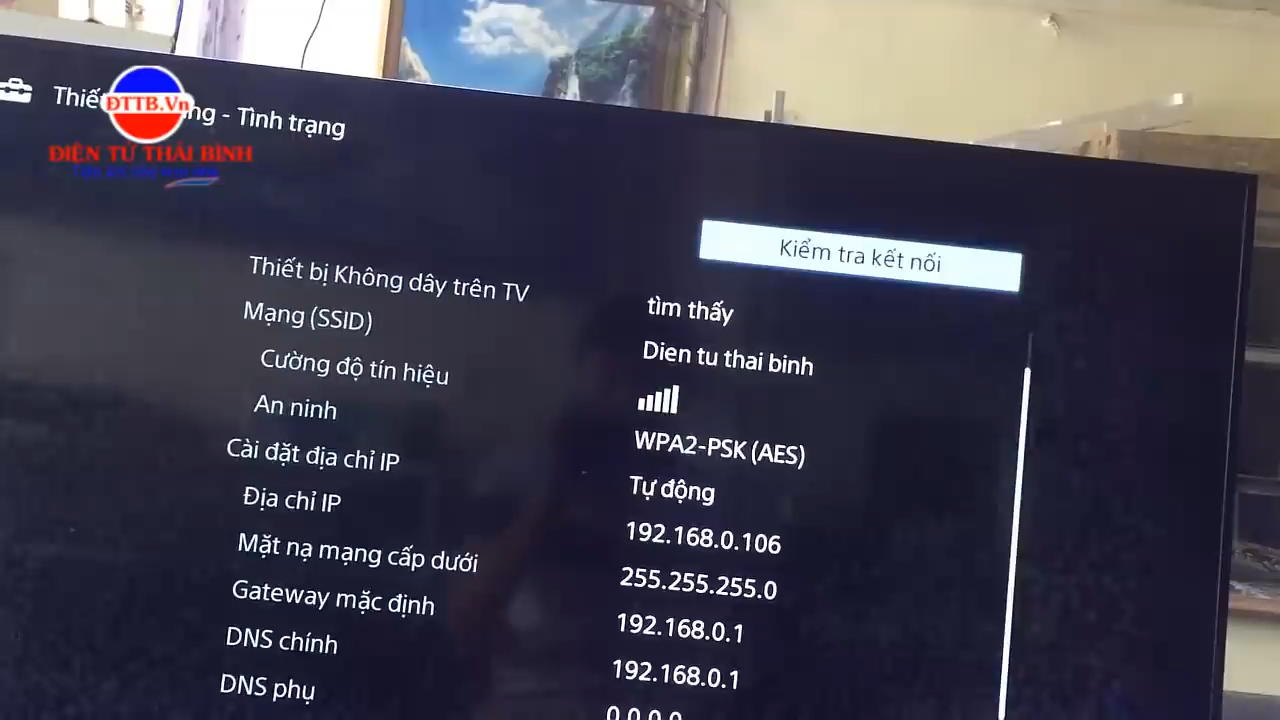 Thiết ng - Tình trạng
ĐTTB.Vn
ĐIỆN TỬ THÁI BÌNH
Kiểm tra kết nối
Thiết bị Không dây trên TV
tìm thấy
Mạng (SSID)
Dien tu thai binh
Cường độ tín hiệu
An ninh
WPA2-PSK (AES)
Cài đặt địa chỉ IP
Tự động
Địa chỉ IP
192.168.0.106
Mặt nạ mạng cấp dưới
255.255.255.0
Gateway mặc định
192.168.0.1
DNS chính
192.168.0.1
DNS phụ
0.0.0.0